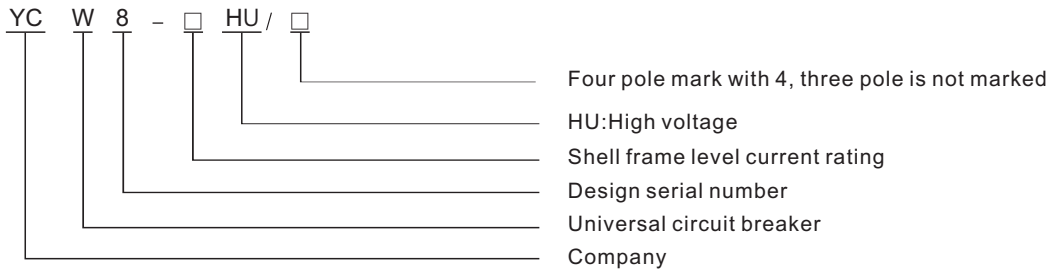 YC W 8 – □ HU / □
Four pole mark with 4, three pole is not marked
HU:High voltage
Shell frame level current rating
Design serial number
Universal circuit breaker
Company